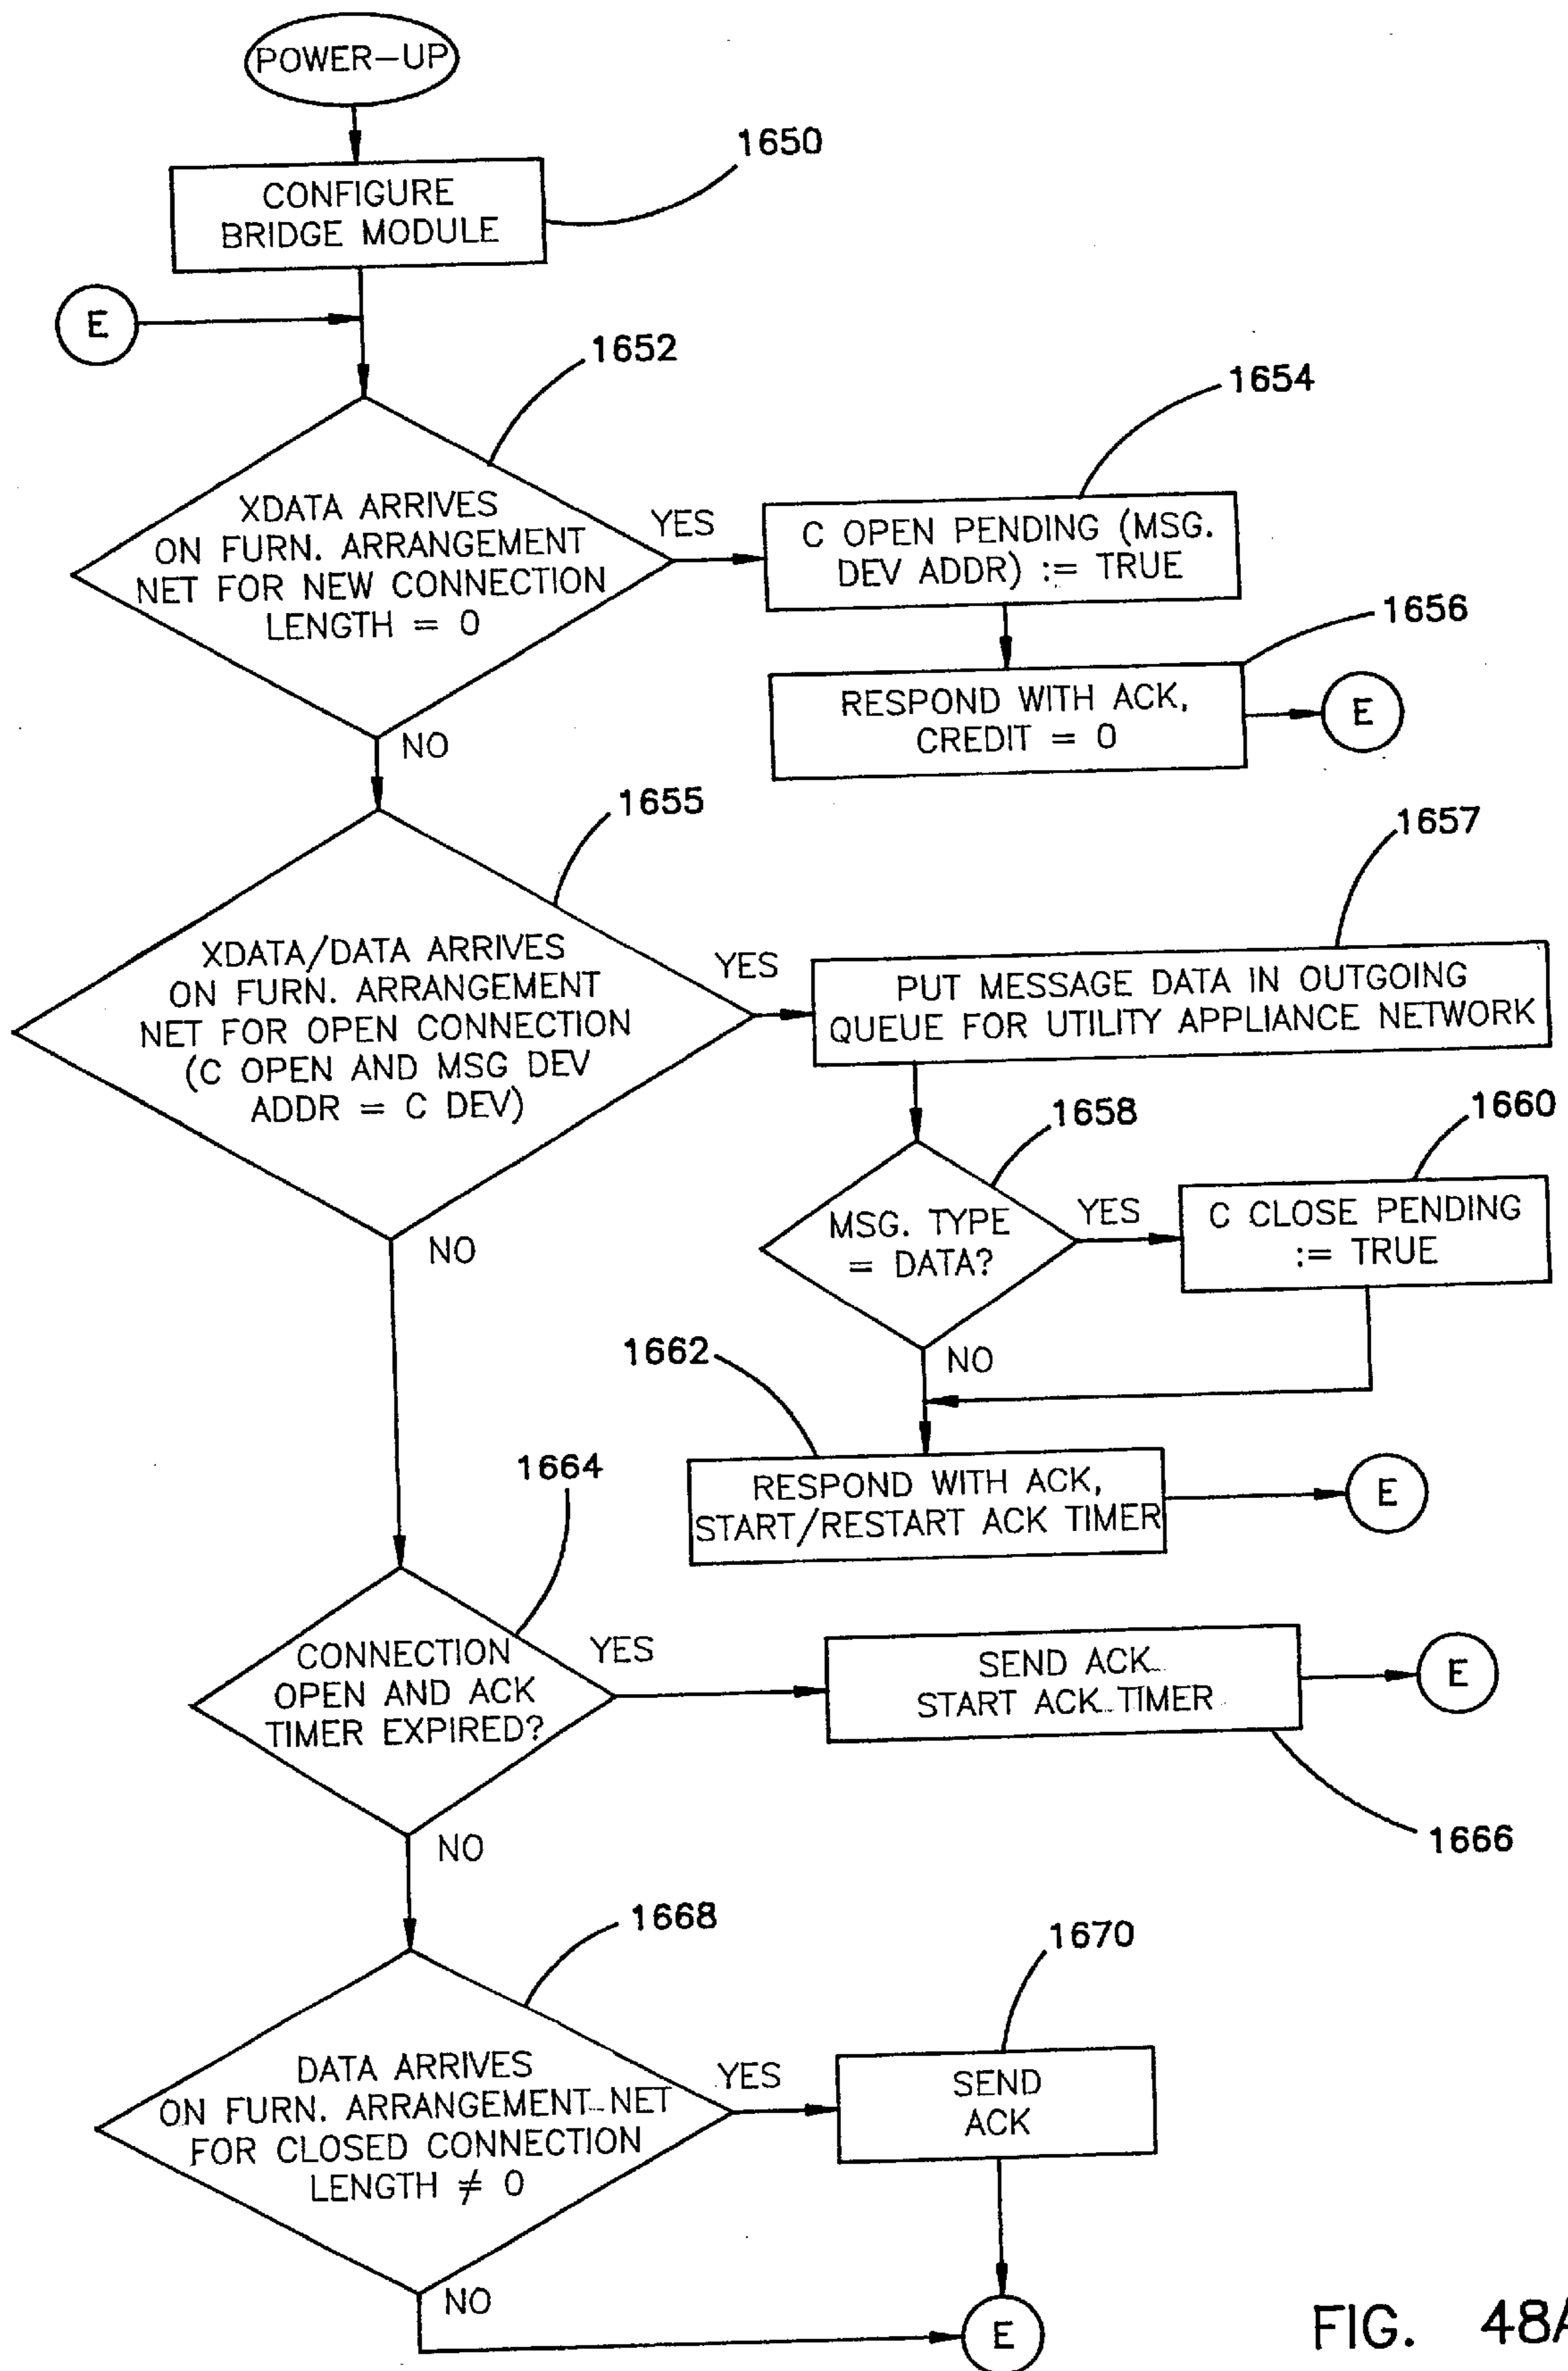 POWER-UP
1650
CONFIGURE
BRIDGE MODULE
E
1652
1654
XDATA ARRIVES
ON FURN. ARRANGEMENT
NET FOR NEW CONNECTION
LENGTH = 0
YES
C OPEN PENDING (MSG.
DEV ADDR) := TRUE
1656
RESPOND WITH ACK,
CREDIT = 0
E
NO
1655
1657
XDATA/DATA ARRIVES
ON FURN. ARRANGEMENT
NET FOR OPEN CONNECTION
(C OPEN AND MSG DEV
ADDR = C DEV)
YES
PUT MESSAGE DATA IN OUTGOING
QUEUE FOR UTILITY APPLIANCE NETWORK
1658
1660
MSG. TYPE
= DATA?
YES
C CLOSE PENDING
:= TRUE
NO
NO
1662
RESPOND WITH ACK,
START/RESTART ACK TIMER
E
1664
CONNECTION
OPEN AND ACK
TIMER EXPIRED?
YES
SEND ACK
START ACK TIMER
E
1666
NO
1668
1670
DATA ARRIVES
ON FURN. ARRANGEMENT NET
FOR CLOSED CONNECTION
LENGTH ≠ 0
YES
SEND
ACK
NO
E
FIG. 48A